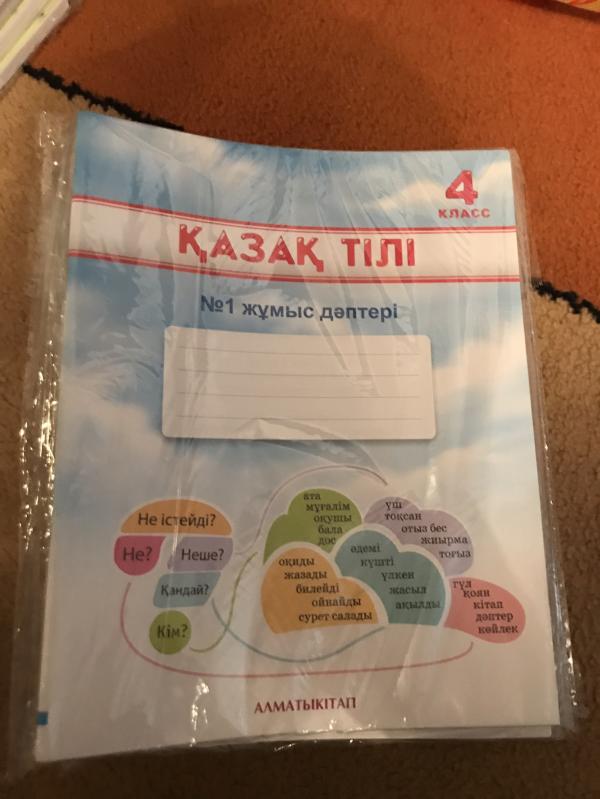 4
КЛАСС
ҚАЗАҚ ТІЛІ
№1 жұмыс дәптері
Не істейді?
Не?
Неше?
Қандай?
Кім?
ата
мұғалім
оқушы
бала
дос
үш
тоқсан
отыз бес
жиырма
тоғыз
оқиды
жазады
билейді
ойнайды
сурет салады
әдемі
күшті
үлкен
жасыл
ақылды
гүл
қоян
кітап
дәптер
көйлек
АЛМАТЫКІТАП